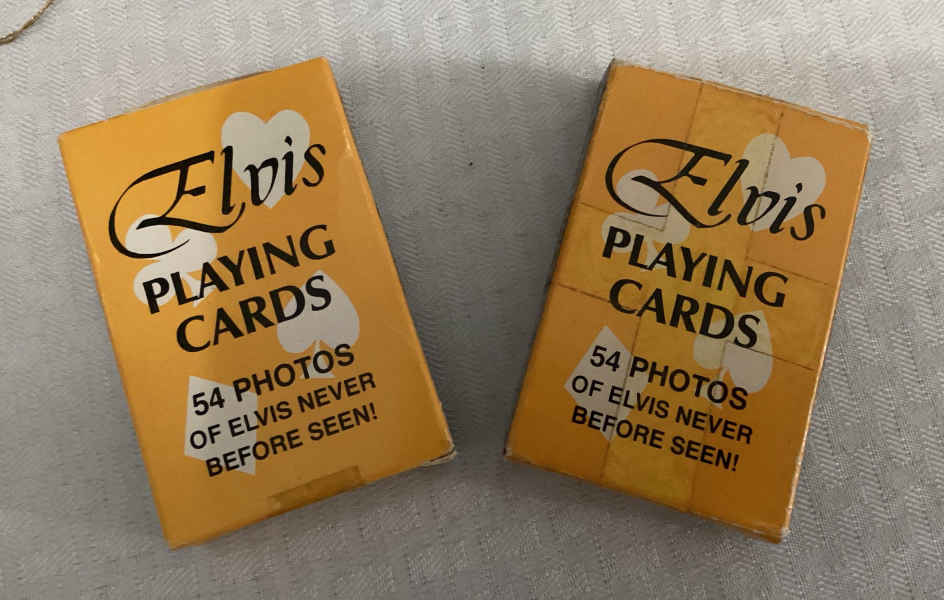 Elvis
PLAYING
CARDS
54 PHOTOS
OF ELVIS NEVER
BEFORE SEEN!
Elvis
PLAYING
CARDS
54 PHOTOS
OF ELVIS NEVER
BEFORE SEEN!